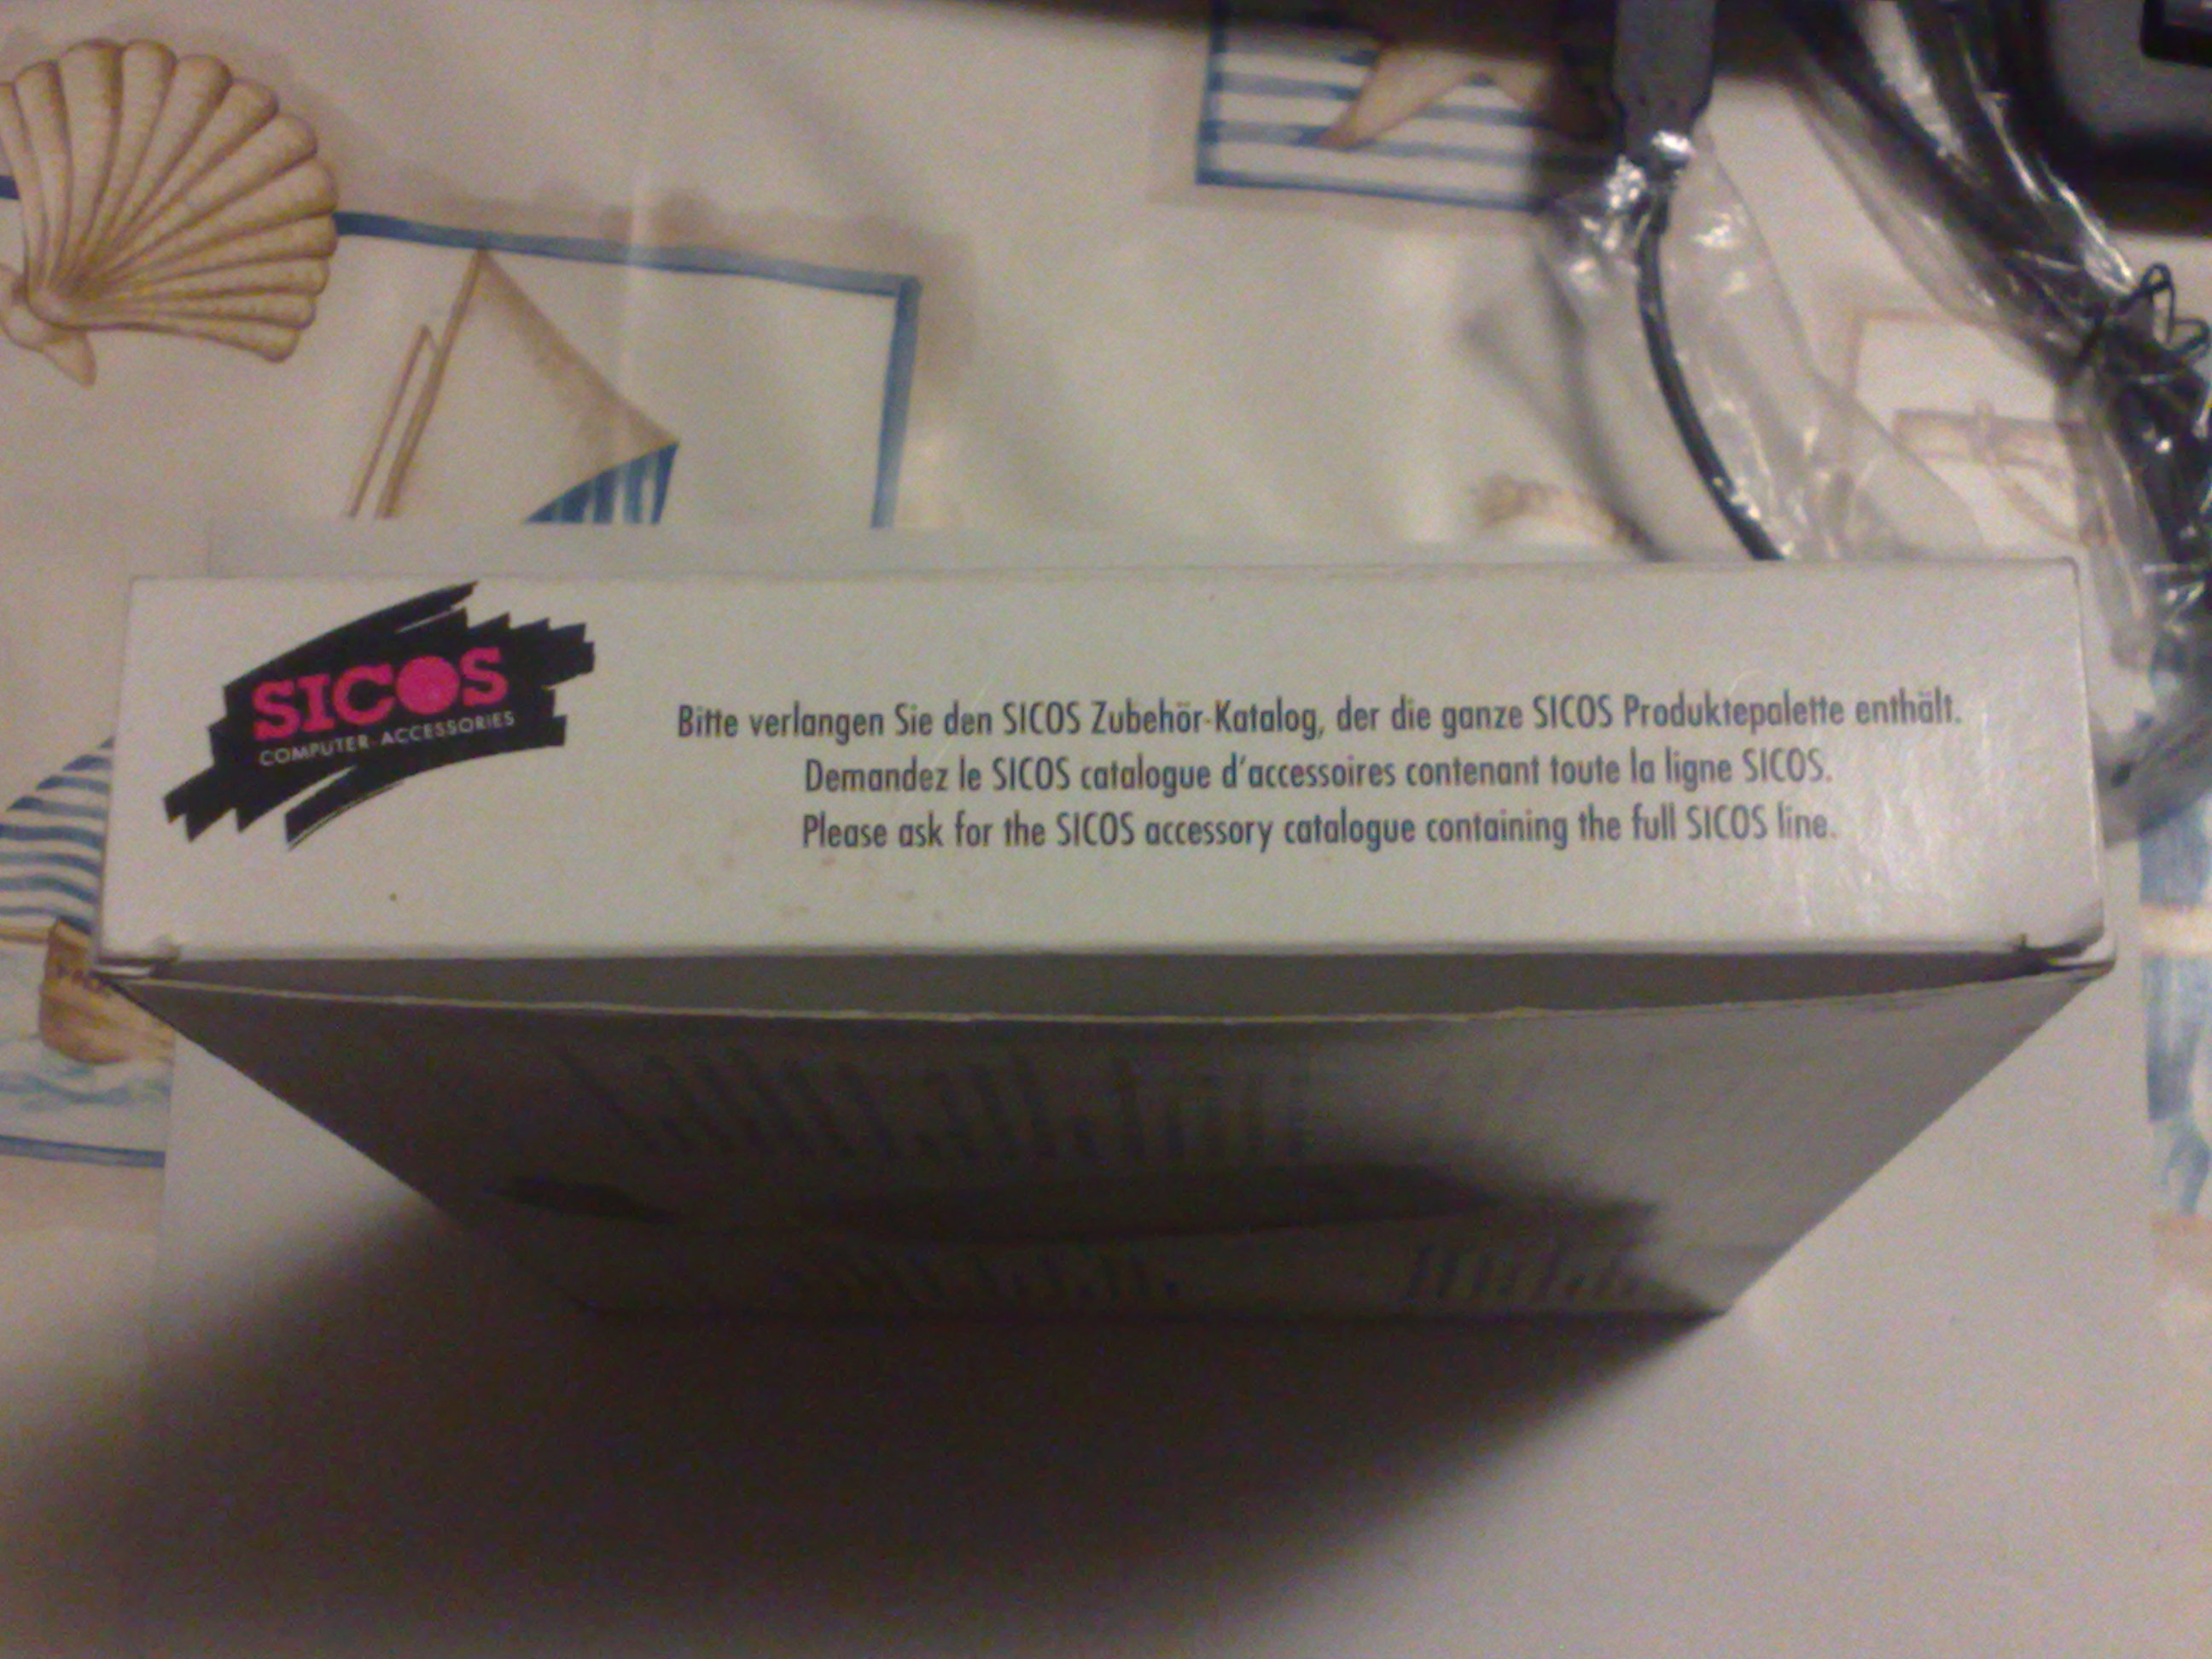 SICOS
COMPUTER-ACCESSORIES
Bitte verlangen Sie den SICOS Zubehör-Katalog, der die ganze SICOS Produktepalette enthält.
Demandez le SICOS catalogue d'accessoires contenant toute la ligne SICOS.
Please ask for the SICOS accessory catalogue containing the full SICOS line.